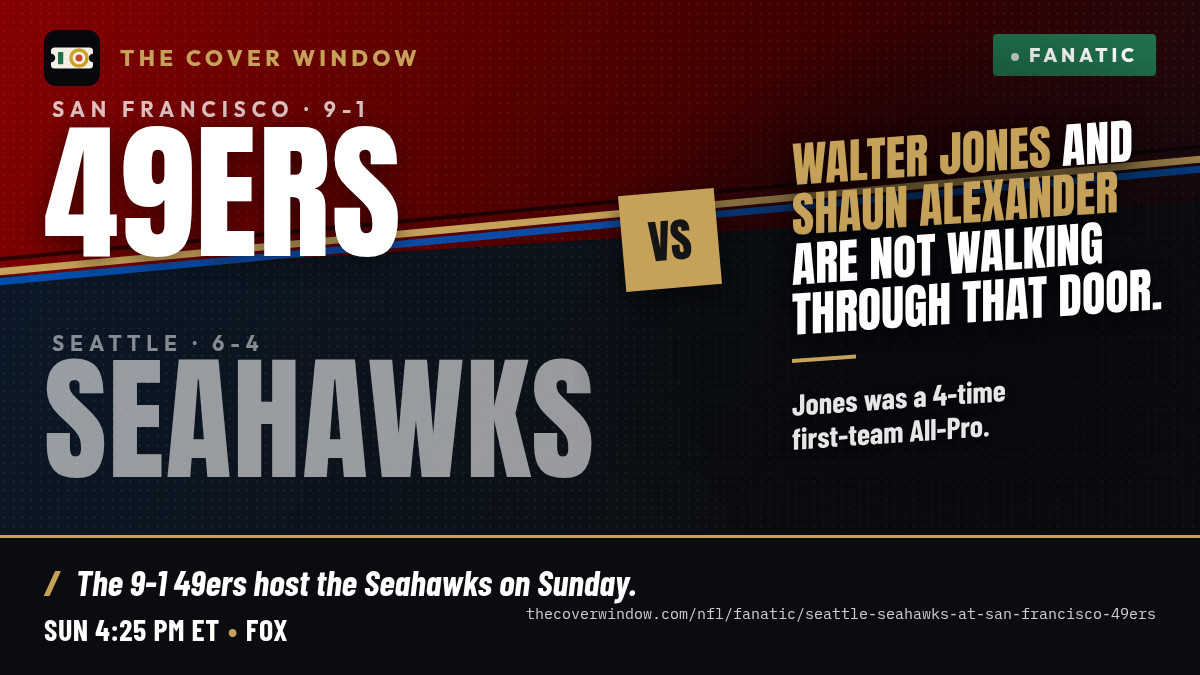 THE COVER WINDOW
FANATIC
SAN FRANCISCO · 9-1
49ERS
VS
SEATTLE · 6-4
SEAHAWKS
WALTER JONES AND
SHAUN ALEXANDER
ARE NOT WALKING
THROUGH THAT DOOR.
Jones was a 4-time
first-team All-Pro.
/ The 9-1 49ers host the Seahawks on Sunday.
SUN 4:25 PM ET • FOX
thecoverwindow.com/nfl/fanatic/seattle-seahawks-at-san-francisco-49ers